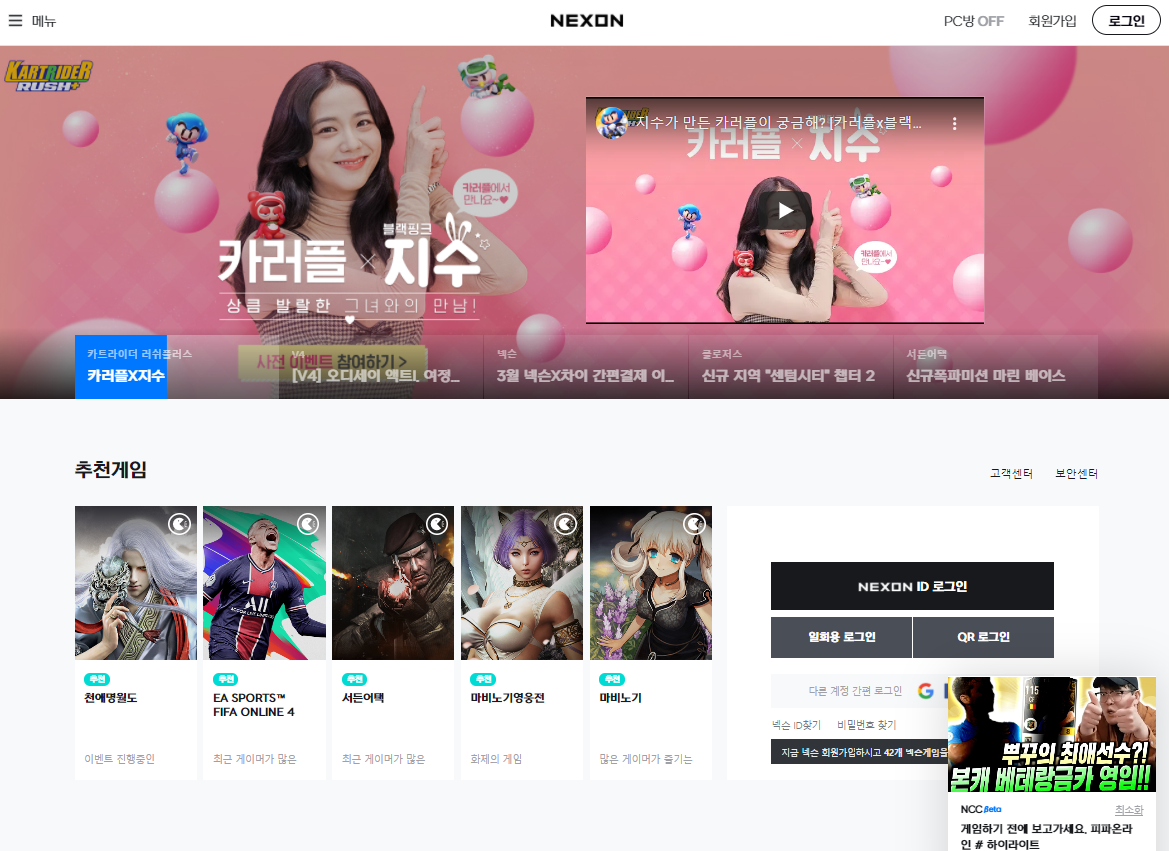 메뉴
NEXON
PC방 OFF
회원가입
로그인
KARTRIDER
RUSH+
카러플에서
만나요~♥
블랙핑크
카러플 × 지수
상큼 발랄한 그녀와의 만남!
사전 이벤트 참여하기 >
지수가 만든 카러플이 궁금해? [카러플x블랙...
카러플 × 지수
카러플에서
만나요~♥
카트라이더 러쉬플러스
카러플X지수
V4
[V4] 오디세이 액트I. 여정...
넥슨
3월 넥슨X차이 간편결제 이...
클로저스
신규 지역 "센텀시티" 챕터 2
서든어택
신규폭파미션 마린 베이스
추천게임
고객센터
보안센터
추천
천애명월도
이벤트 진행중인
추천
EA SPORTS™
FIFA ONLINE 4
최근 게이머가 많은
추천
서든어택
최근 게이머가 많은
추천
마비노기영웅전
화제의 게임
추천
마비노기
많은 게이머가 즐기는
NEXON ID 로그인
일회용 로그인
QR 로그인
다른 계정 간편 로그인
넥슨 ID찾기
비밀번호 찾기
지금 넥슨 회원가입하시고 42개 넥슨게임을
115
뿌꾸의 최애선수?!
본캐 베테랑금카 영입!!
NCC Beta
최소화
게임하기 전에 보고가세요. 피파온라
인 # 하이라이트